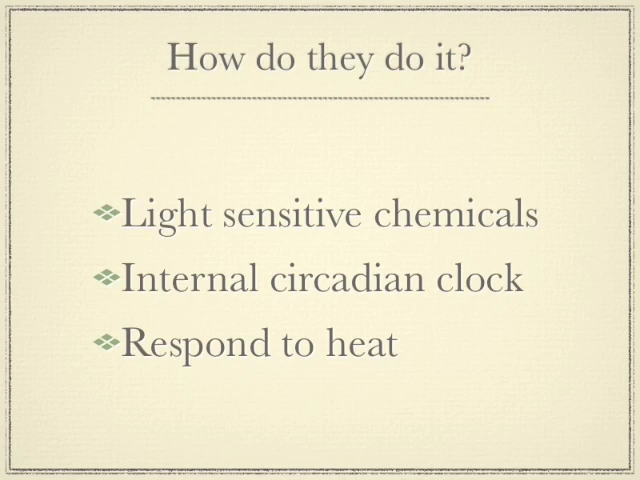 How do they do it?
Light sensitive chemicals
Internal circadian clock
Respond to heat